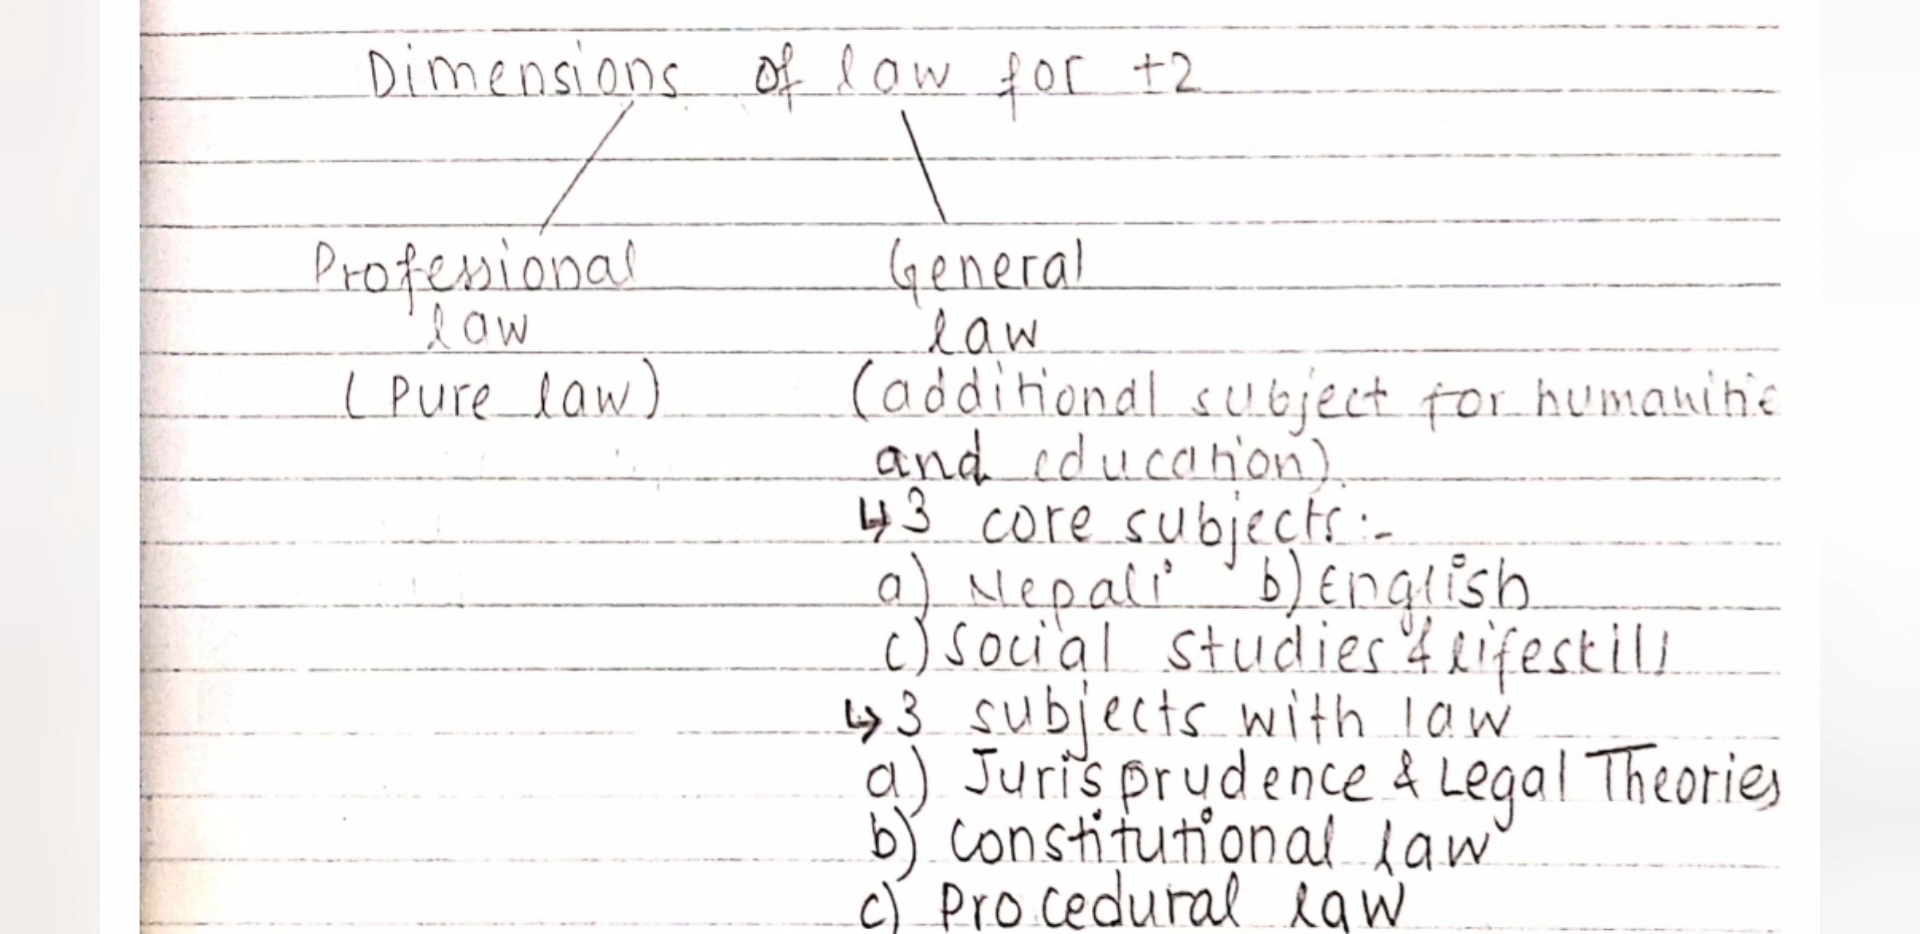 Dimensions of law for +2
Professional General
law law
(Pure law) (additional subject for humanitie
and education)
↳3 core subjects:-
a) Nepali b) English
c) Social studies & lifeskill
↳3 subjects with law
a) Jurisprudence & Legal Theories
b) Constitutional law
c) Procedural law